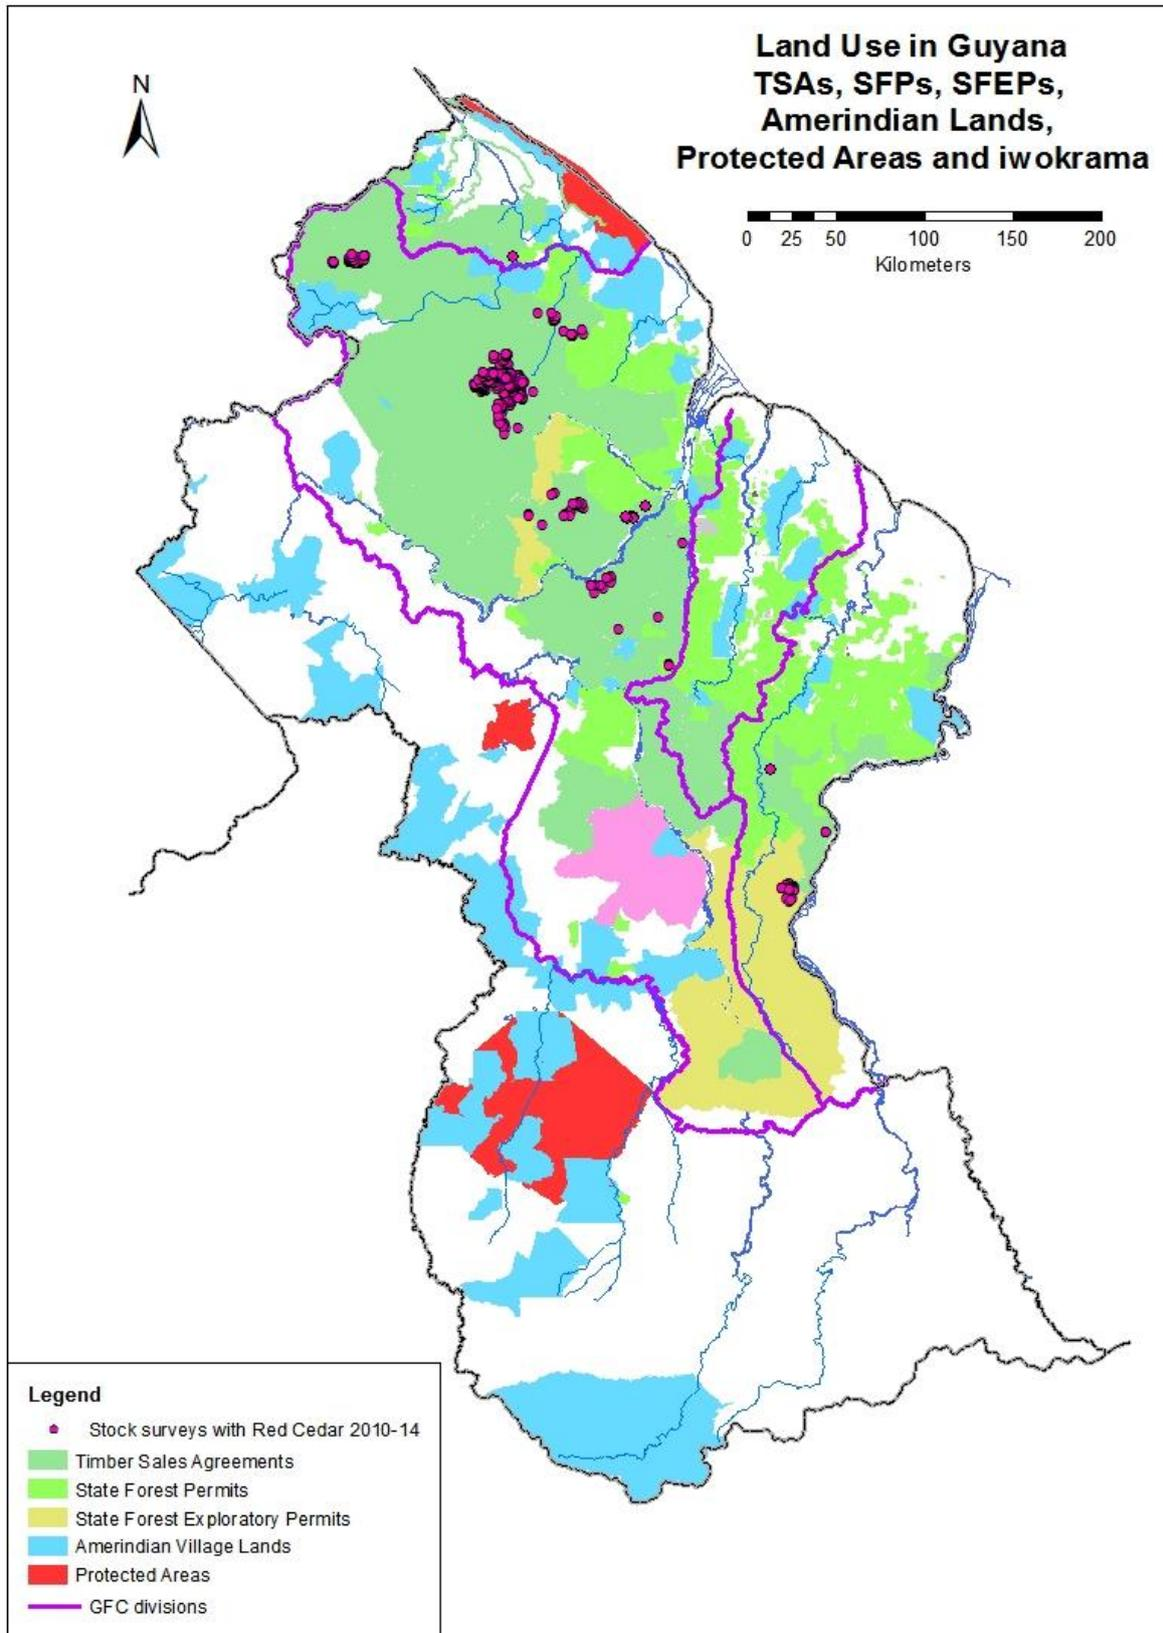 Land Use in Guyana
TSAs, SFPs, SFEPs,
Amerindian Lands,
Protected Areas and iwokrama
N
0 25 50 100 150 200
Kilometers
Legend
Stock surveys with Red Cedar 2010-14
Timber Sales Agreements
State Forest Permits
State Forest Exploratory Permits
Amerindian Village Lands
Protected Areas
GFC divisions